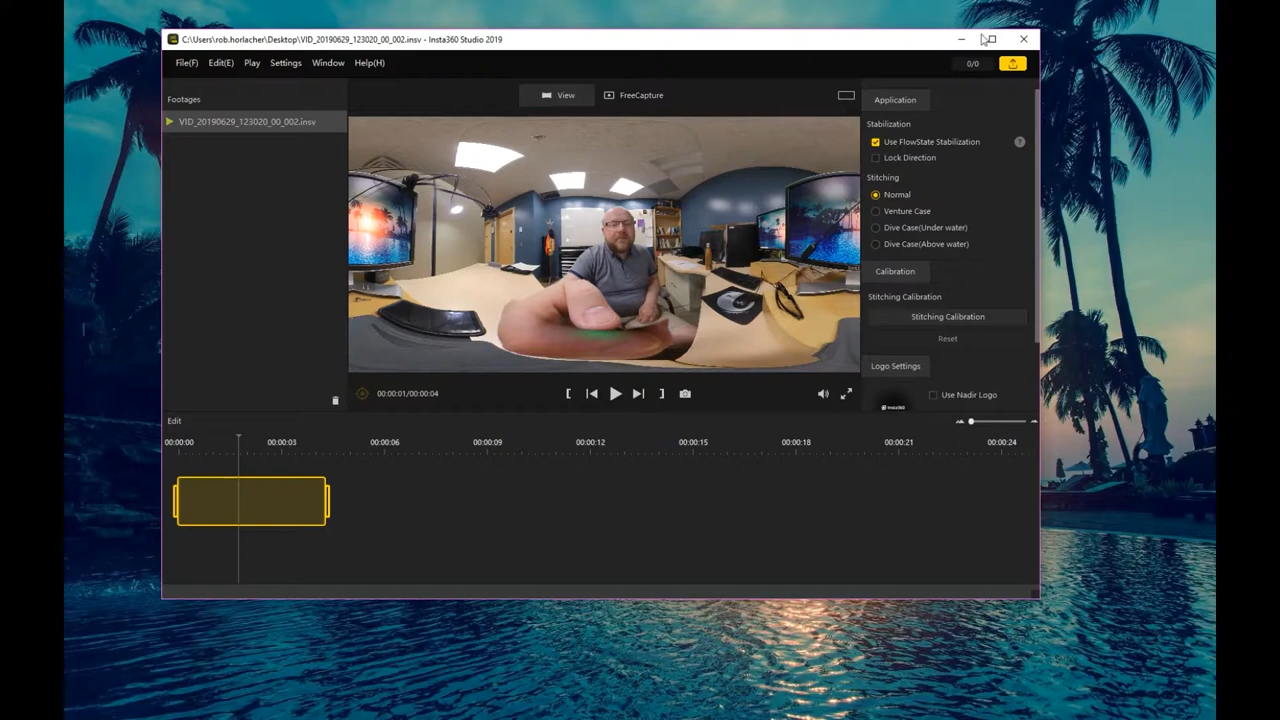 C:\Users\rob.horlacher\Desktop\VID_20190629_123020_00_002.insv - Insta360 Studio 2019
File(F) Edit(E) Play Settings Window Help(H) 0/0
Footages
VID_20190629_123020_00_002.insv
View FreeCapture
Application
Stabilization
Use FlowState Stabilization ?
Lock Direction
Stitching
Normal
Venture Case
Dive Case(Under water)
Dive Case(Above water)
Calibration
Stitching Calibration
Stitching Calibration
Reset
Logo Settings
Use Nadir Logo
Insta360
00:00:01/00:00:04
Edit
00:00:00 00:00:03 00:00:06 00:00:09 00:00:12 00:00:15 00:00:18 00:00:21 00:00:24